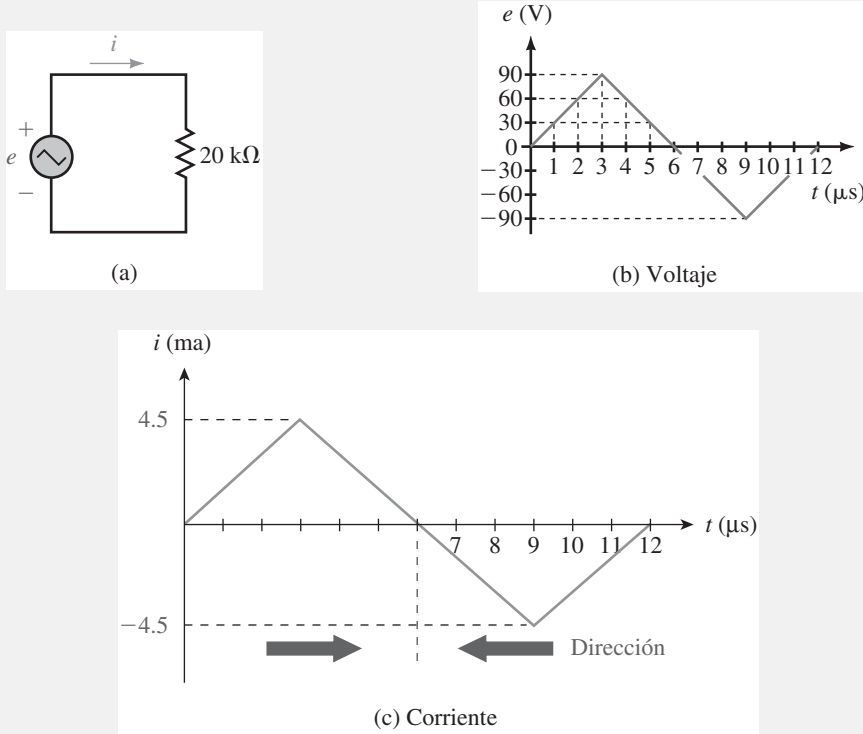 i
+
e
−
20 kΩ
(a)
e (V)
90
60
30
0
−30
−60
−90
1 2 3 4 5 6 7 8 9 10 11 12
t (μs)
(b) Voltaje
i (ma)
4.5
−4.5
7 8 9 10 11 12
t (μs)
Dirección
(c) Corriente